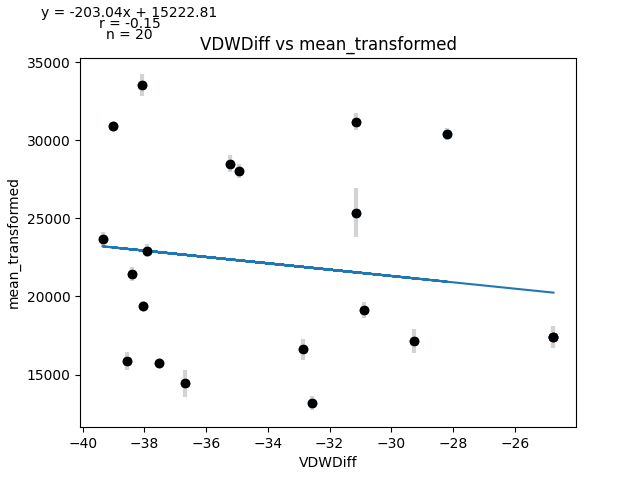 y = -203.04x + 15222.81
r = -0.15
n = 20
VDWDiff vs mean_transformed
35000
30000
25000
20000
15000
mean_transformed
−40
−38
−36
−34
−32
−30
−28
−26
VDWDiff